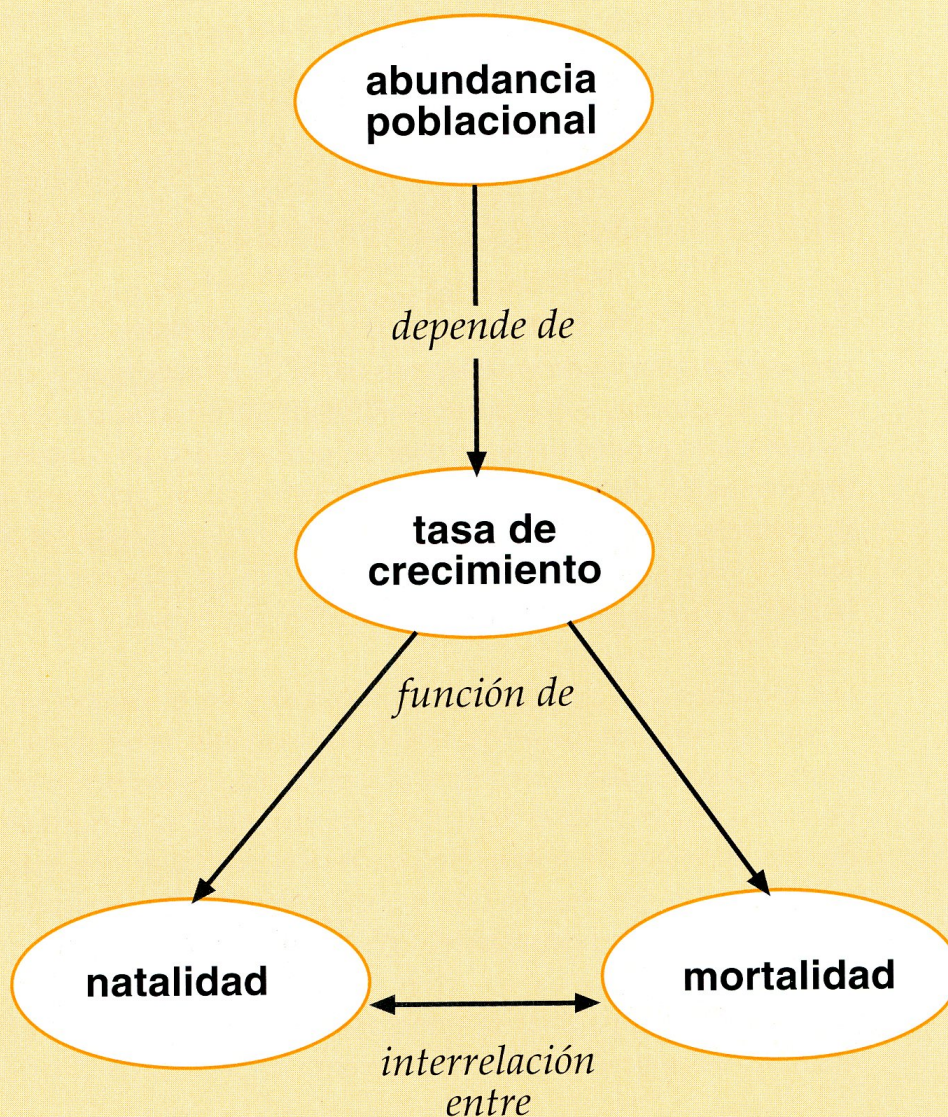 abundancia
poblacional
depende de
tasa de
crecimiento
función de
natalidad
mortalidad
interrelación
entre